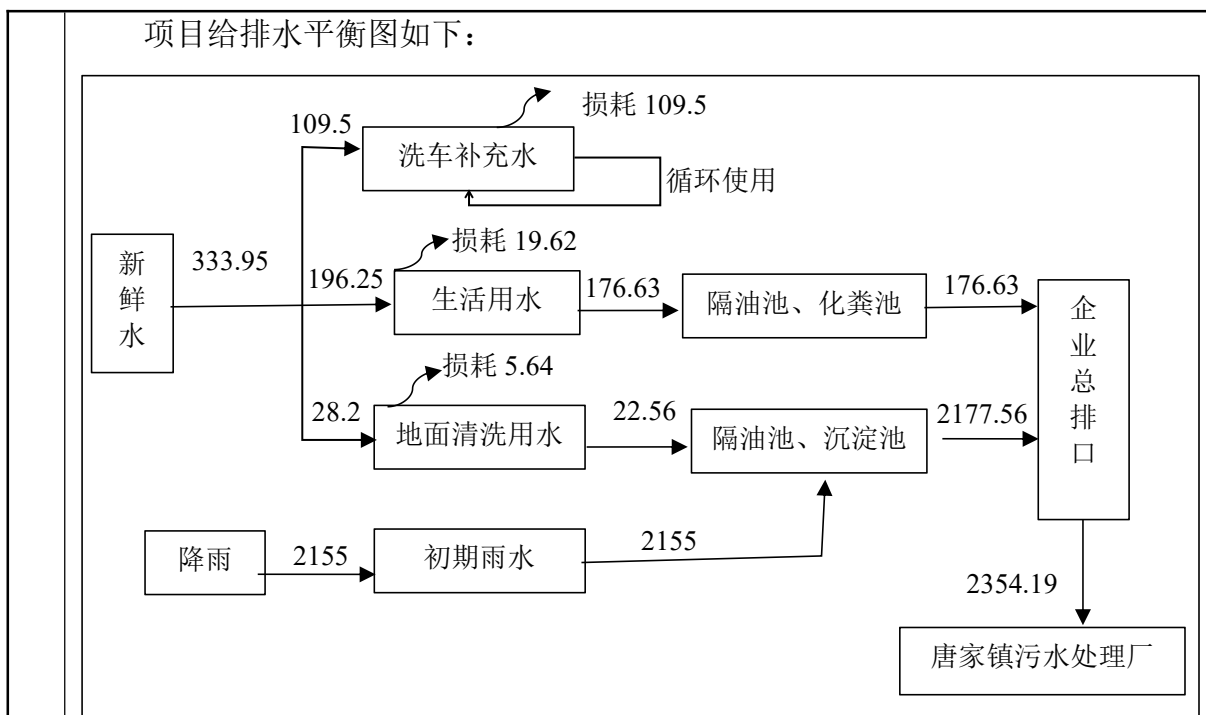 项目给排水平衡图如下：
损耗 109.5
109.5
洗车补充水
循环使用
损耗 19.62
新鲜水
333.95
196.25
生活用水
176.63
隔油池、化粪池
176.63
企业总排口
损耗 5.64
28.2
地面清洗用水
22.56
隔油池、沉淀池
2177.56
降雨
2155
初期雨水
2155
2354.19
唐家镇污水处理厂